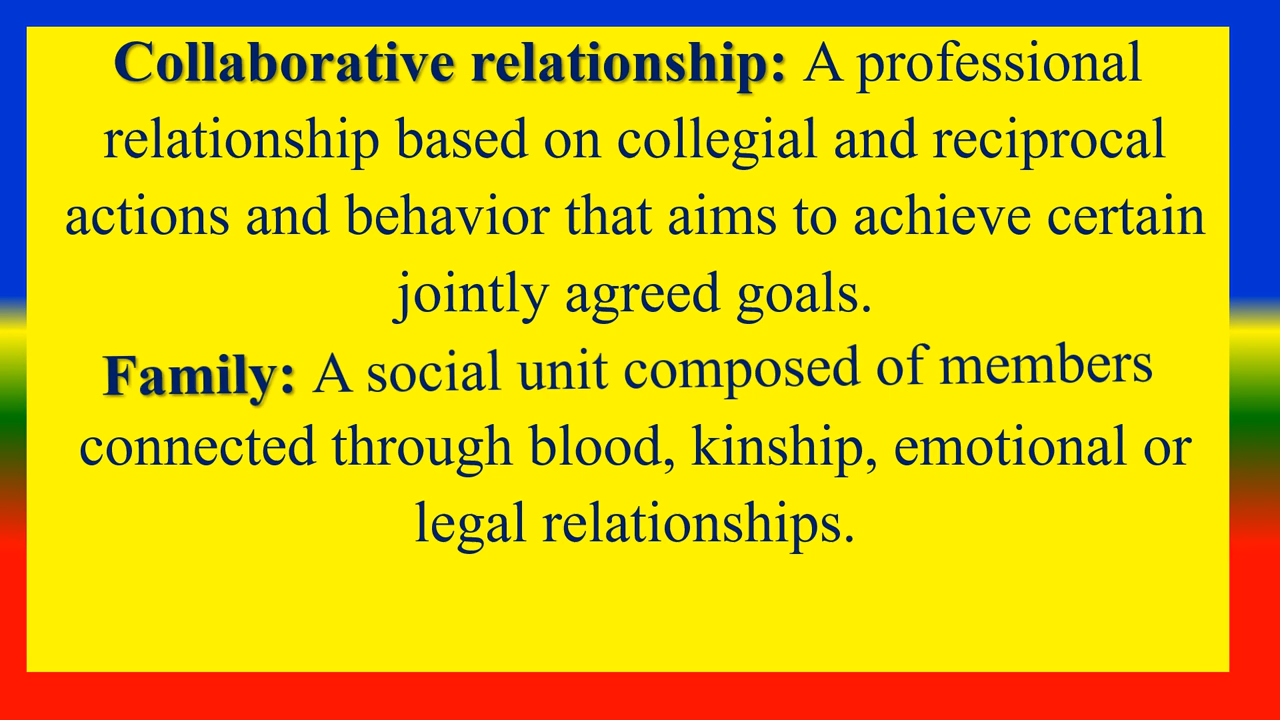 Collaborative relationship: A professional
relationship based on collegial and reciprocal
actions and behavior that aims to achieve certain
jointly agreed goals.
Family: A social unit composed of members
connected through blood, kinship, emotional or
legal relationships.